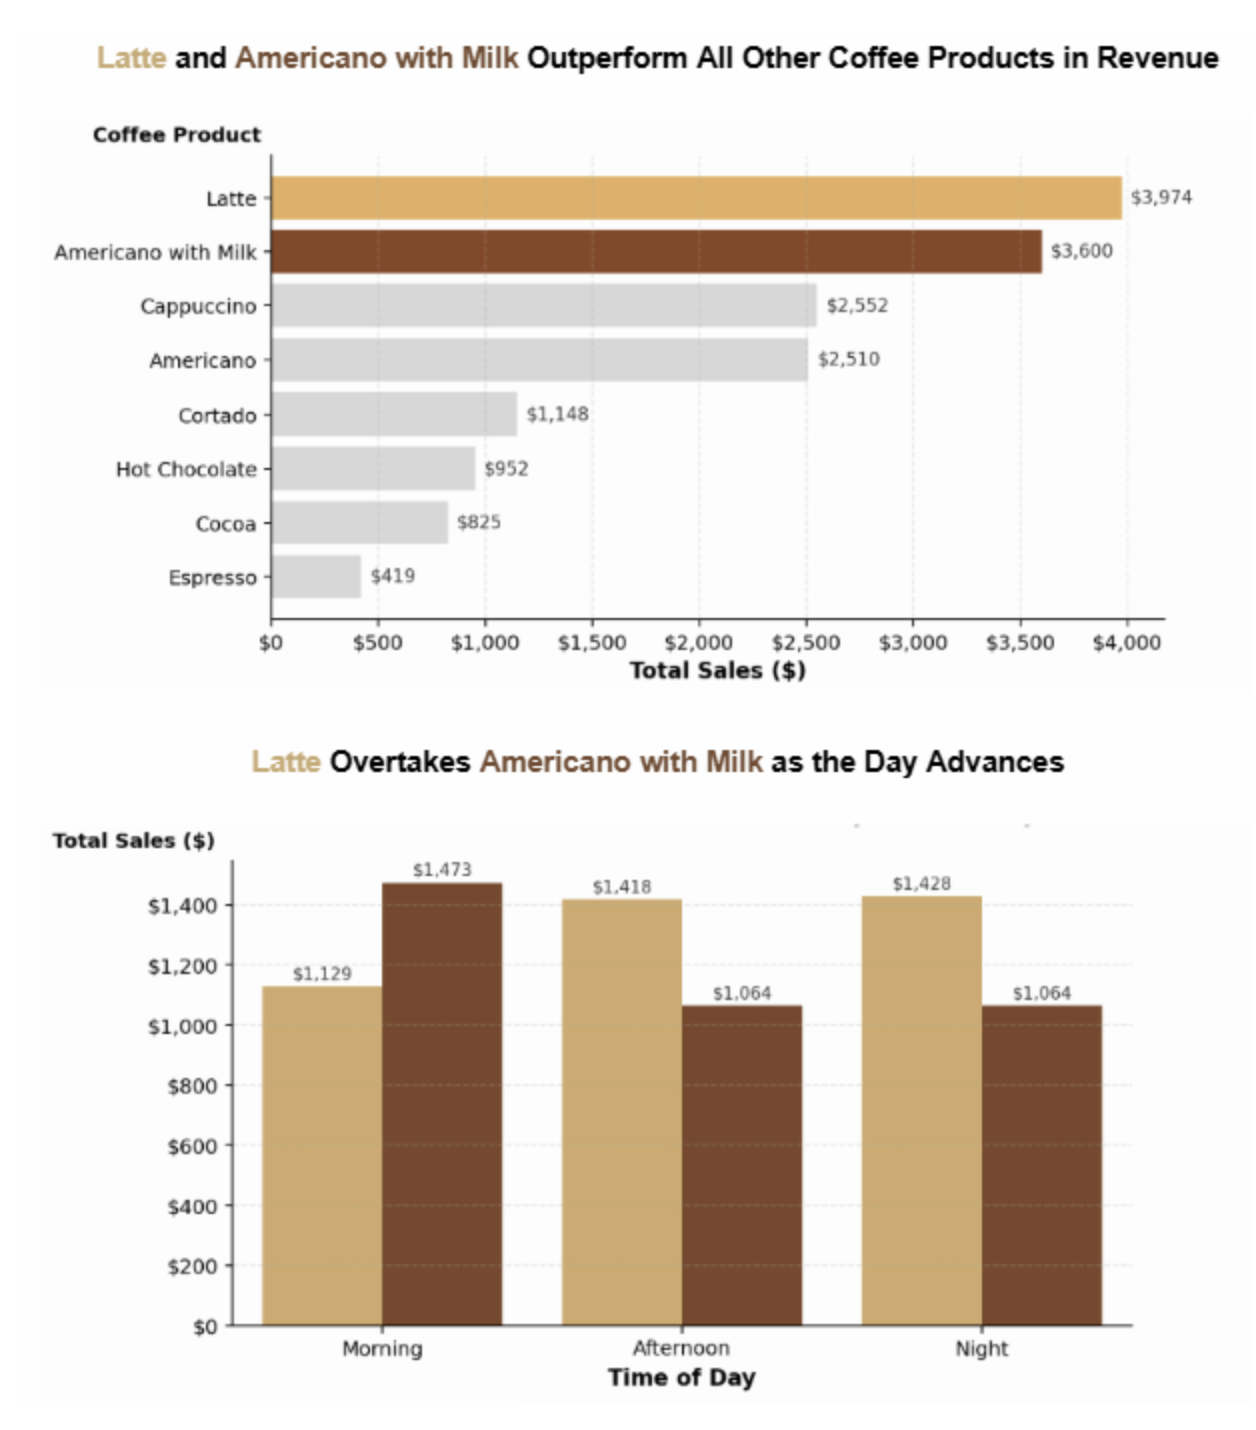 Latte and Americano with Milk Outperform All Other Coffee Products in Revenue
Coffee Product
Latte
$3,974
Americano with Milk
$3,600
Cappuccino
$2,552
Americano
$2,510
Cortado
$1,148
Hot Chocolate
$952
Cocoa
$825
Espresso
$419
$0 $500 $1,000 $1,500 $2,000 $2,500 $3,000 $3,500 $4,000
Total Sales ($)
Latte Overtakes Americano with Milk as the Day Advances
Total Sales ($)
$1,473
$1,418
$1,428
$1,400
$1,200
$1,129
$1,064
$1,064
$1,000
$800
$600
$400
$200
$0
Morning Afternoon Night
Time of Day